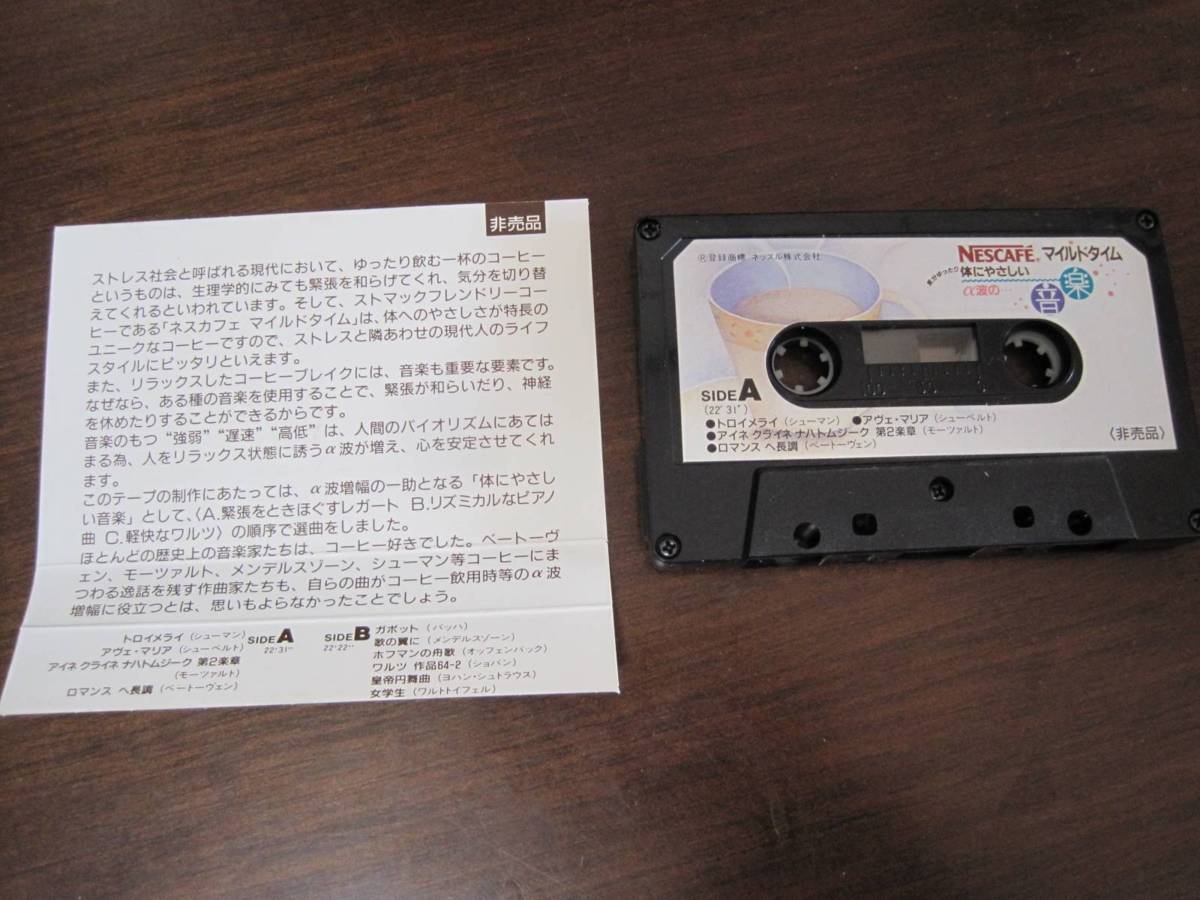 非売品
ストレス社会と呼ばれる現代において、ゆったり飲む一杯のコーヒー
というものは、生理学的にみても緊張を和らげてくれ、気分を切り替
えてくれるといわれています。そして、ストマックフレンドリーコー
ヒーである「ネスカフェ マイルドタイム」は、体へのやさしさが特長の
ユニークなコーヒーですので、ストレスと隣あわせの現代人のライフ
スタイルにピッタリといえます。
また、リラックスしたコーヒーブレイクには、音楽も重要な要素です。
なぜなら、ある種の音楽を使用することで、緊張が和らいだり、神経
を休めたりすることができるからです。
音楽のもつ“強弱”“遅速”“高低”は、人間のバイオリズムにあては
まる為、人をリラックス状態に誘うα波が増え、心を安定させてくれ
ます。
このテープの制作にあたっては、α波増幅の一助となる「体にやさし
い音楽」として、〈A.緊張をときほぐすレガート B.リズミカルなピアノ
曲 C.軽快なワルツ〉の順序で選曲をしました。
ほとんどの歴史上の音楽家たちは、コーヒー好きでした。ベートーヴ
ェン、モーツァルト、メンデルスゾーン、シューマン等コーヒーにま
つわる逸話を残す作曲家たちも、自らの曲がコーヒー飲用時等のα波
増幅に役立つとは、思いもよらなかったことでしょう。
SIDE A
22'31"
トロイメライ(シューマン)
アヴェ・マリア(シューベルト)
アイネ クライネ ナハトムジーク 第2楽章
(モーツァルト)
ロマンス ヘ長調(ベートーヴェン)
SIDE B
22'22"
ガボット(バッハ)
歌の翼に(メンデルスゾーン)
ホフマンの舟歌(オッフェンバック)
ワルツ 作品64-2(ショパン)
皇帝円舞曲(ヨハン・シュトラウス)
女学生(ワルトトイフェル)
Ⓡ登録商標 ネッスル株式会社
NESCAFÉ マイルドタイム
気分ゆったり 体にやさしい
α波の…音楽
SIDE A
(22'31")
●トロイメライ(シューマン) ●アヴェ・マリア(シューベルト)
●アイネ クライネ ナハトムジーク 第2楽章(モーツァルト)
●ロマンス ヘ長調(ベートーヴェン)
〈非売品〉
100 50 0